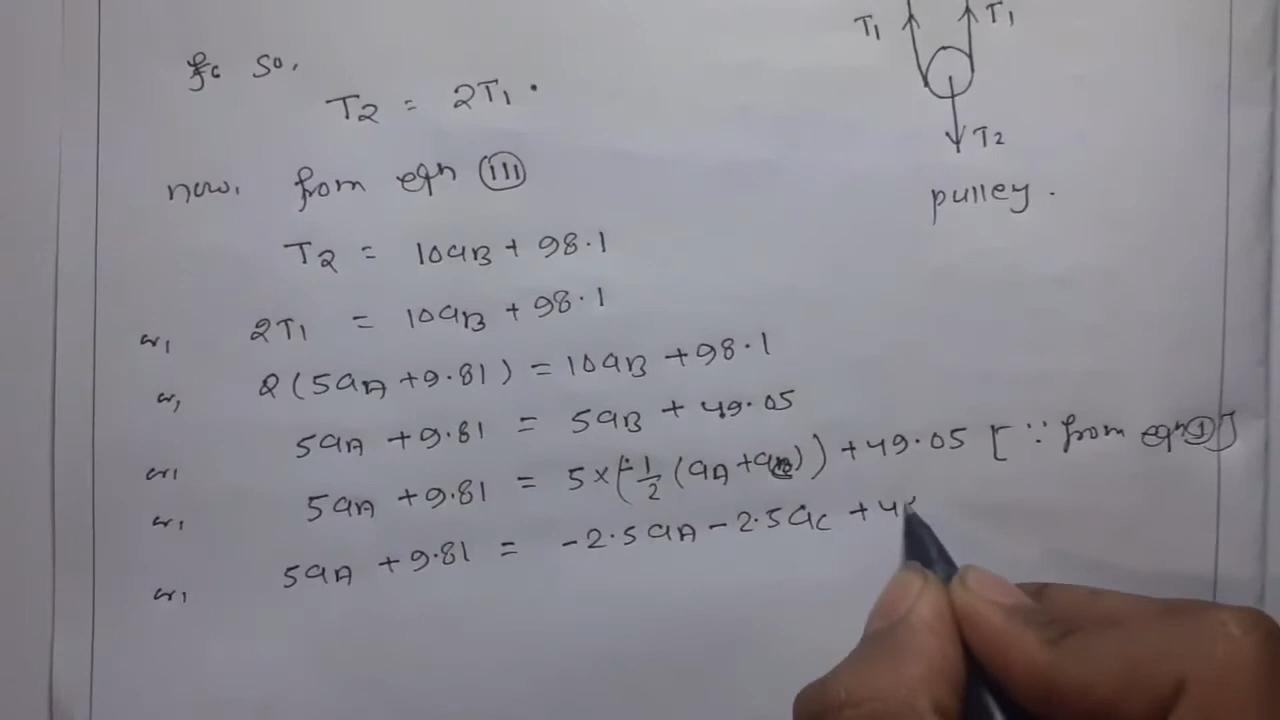 T1 T1
so,
T2 = 2T1.
T2
now, from eqn (III)
pulley.
T2 = 10aB + 98.1
or, 2T1 = 10aB + 98.1
or, 2(5aA + 9.81) = 10aB + 98.1
or, 5aA + 9.81 = 5aB + 49.05
or, 5aA + 9.81 = 5×(-1/2 (aA + aC)) + 49.05 [∵ from eqn (I)]
or, 5aA + 9.81 = -2.5aA - 2.5aC + 4